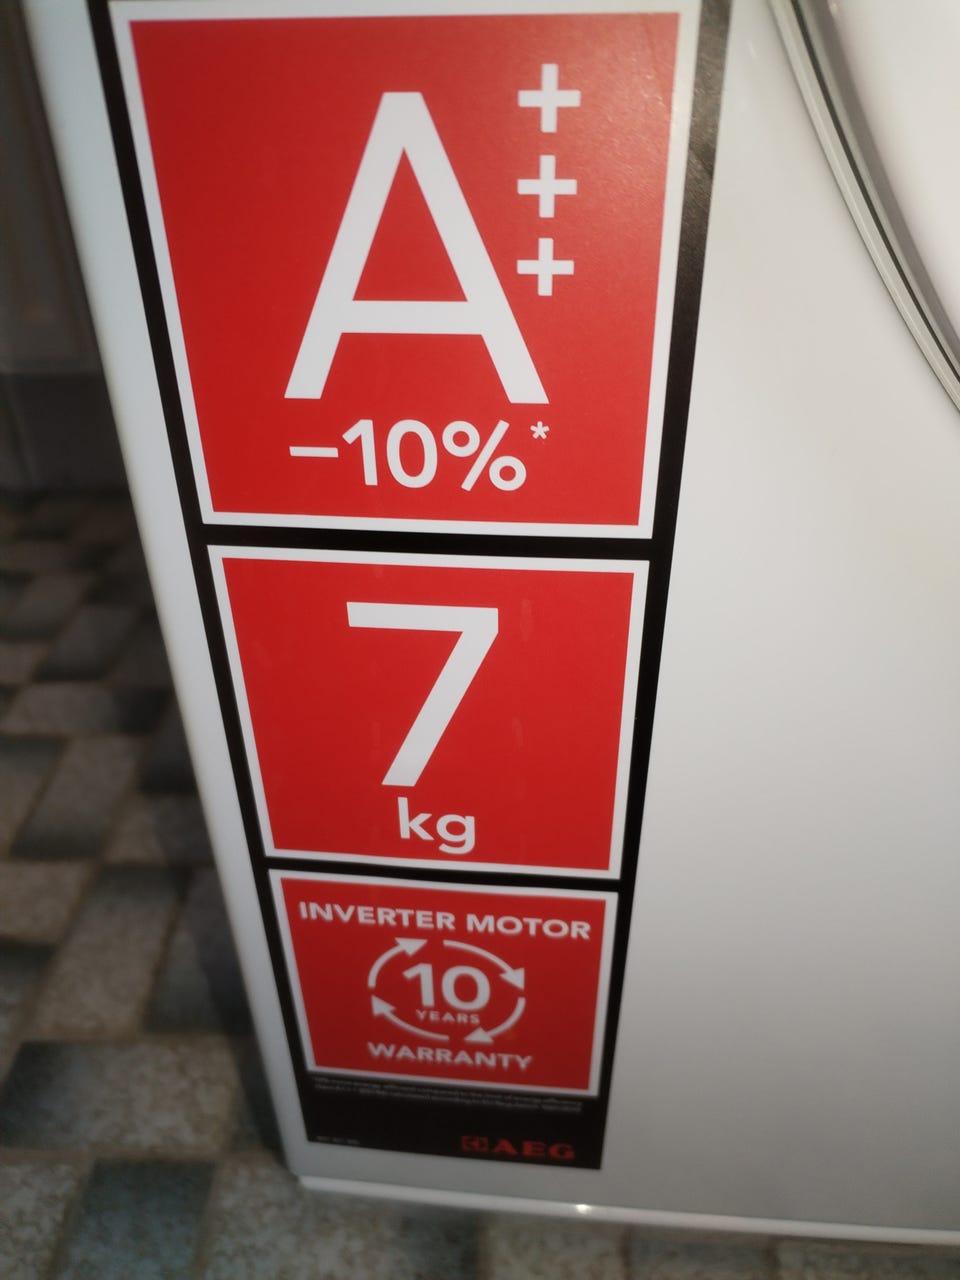 A+++
-10%*
7
kg
INVERTER MOTOR
10
YEARS
WARRANTY
AEG